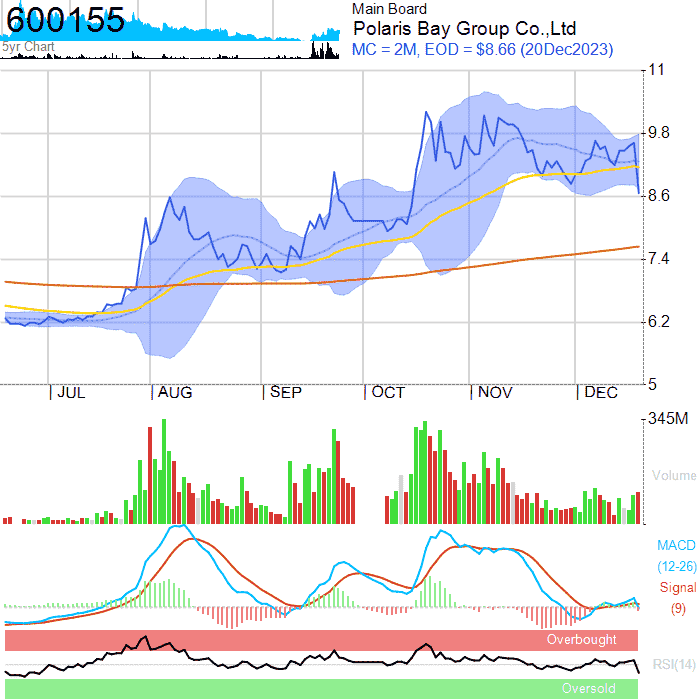 600155
5yr Chart
Main Board
Polaris Bay Group Co.,Ltd
MC = 2M, EOD = $8.66 (20Dec2023)
11
9.8
8.6
7.4
6.2
5
JUL AUG SEP OCT NOV DEC
345M
Volume
MACD
(12-26)
Signal
(9)
Overbought
RSI(14)
Oversold